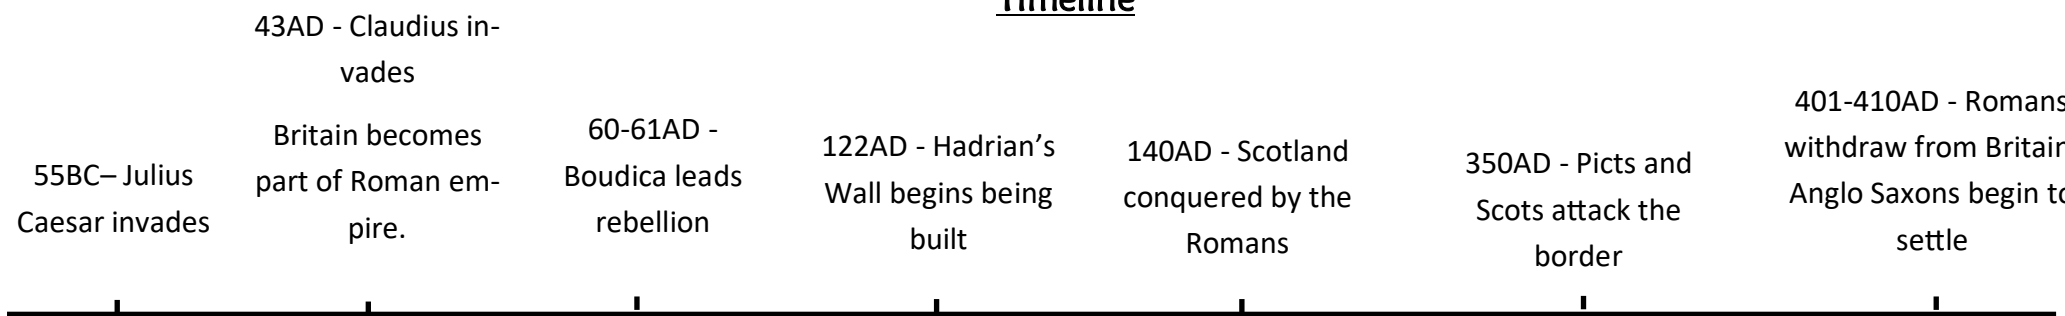 Timeline
43AD - Claudius in-
vades
Britain becomes
part of Roman em-
pire.
55BC– Julius
Caesar invades
60-61AD -
Boudica leads
rebellion
122AD - Hadrian’s
Wall begins being
built
140AD - Scotland
conquered by the
Romans
350AD - Picts and
Scots attack the
border
401-410AD - Romans
withdraw from Britain
Anglo Saxons begin to
settle